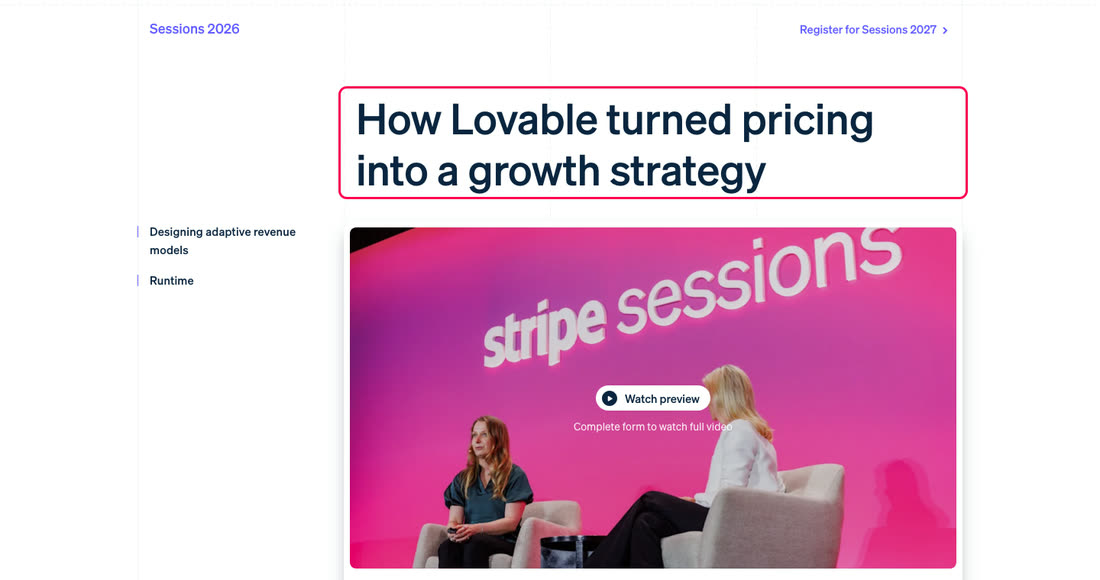 Sessions 2026
Register for Sessions 2027
How Lovable turned pricing
into a growth strategy
Designing adaptive revenue
models
Runtime
stripe sessions
Watch preview
Complete form to watch full video